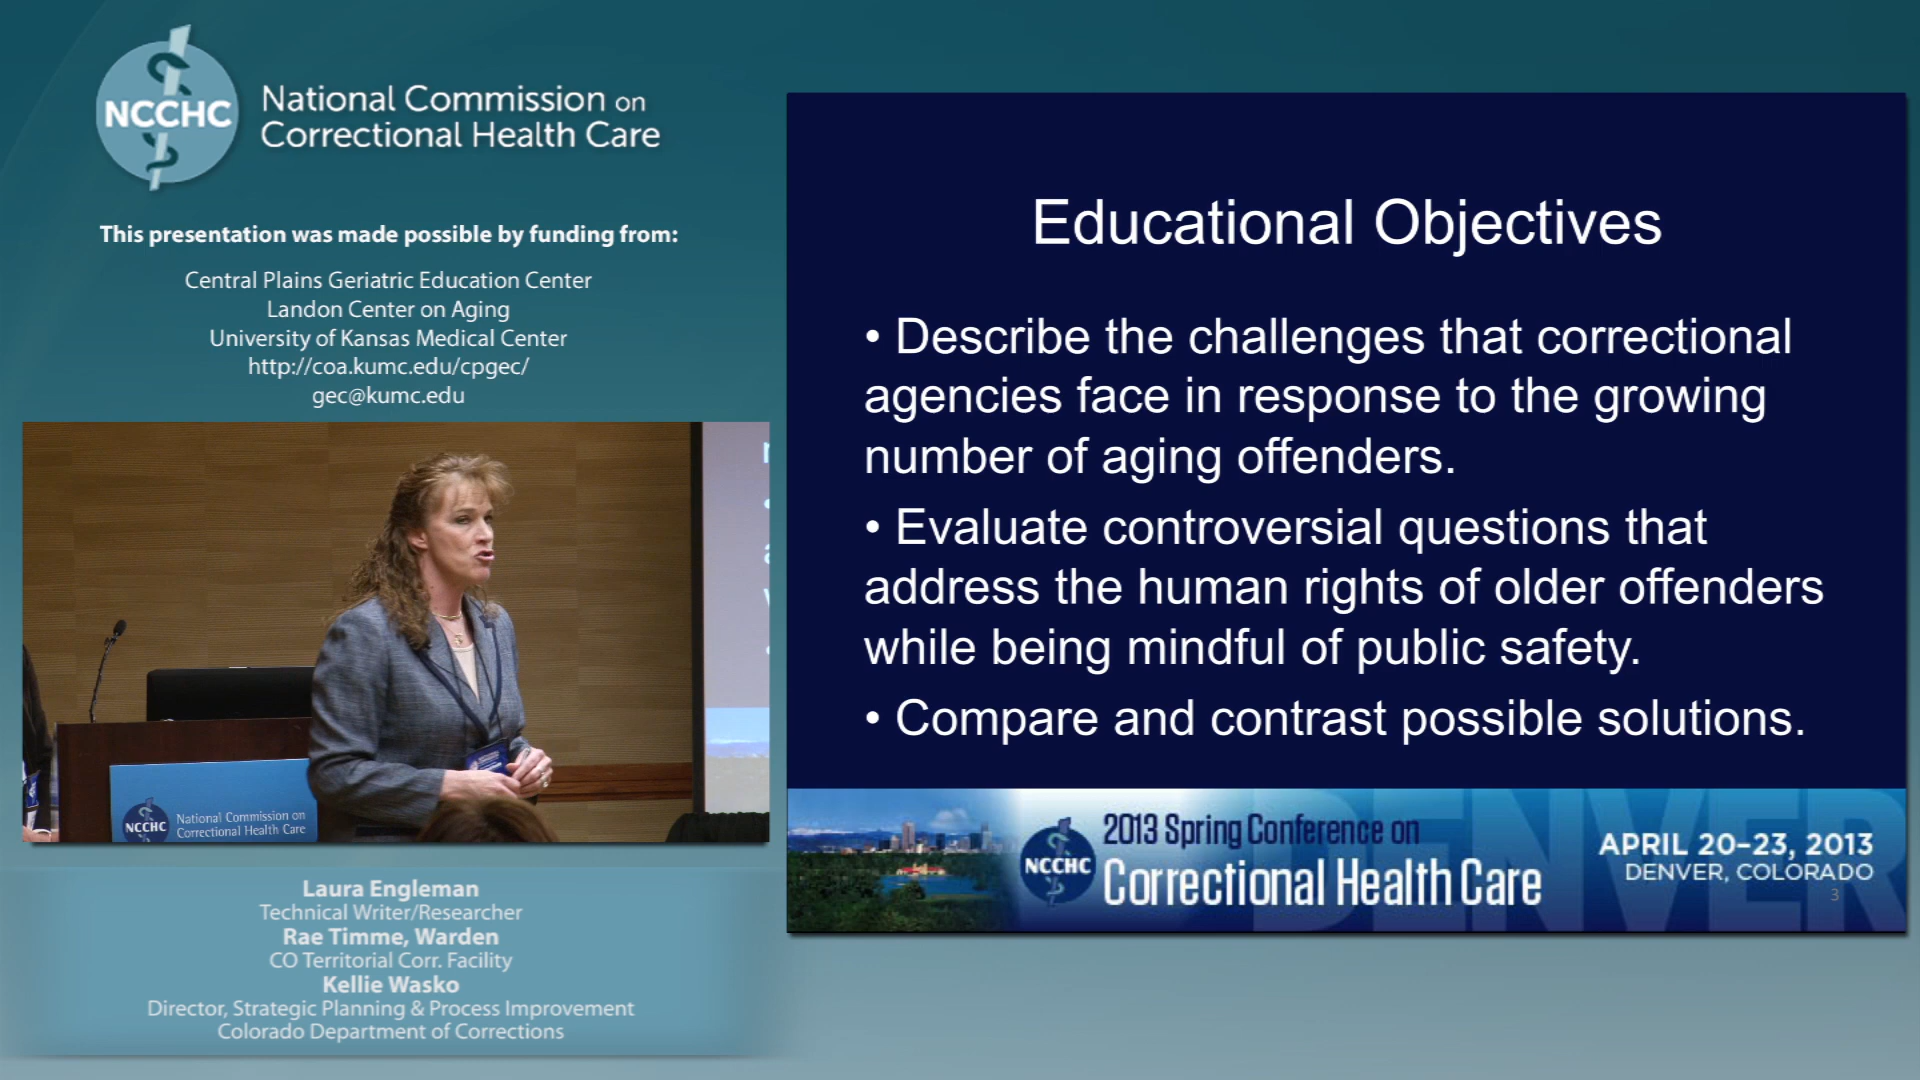 NCCHC
National Commission on
Correctional Health Care
This presentation was made possible by funding from:
Central Plains Geriatric Education Center
Landon Center on Aging
University of Kansas Medical Center
http://coa.kumc.edu/cpgec/
gec@kumc.edu
NCCHC
National Commission on
Correctional Health Care
Laura Engleman
Technical Writer/Researcher
Rae Timme, Warden
CO Territorial Corr. Facility
Kellie Wasko
Director, Strategic Planning & Process Improvement
Colorado Department of Corrections
Educational Objectives
• Describe the challenges that correctional
agencies face in response to the growing
number of aging offenders.
• Evaluate controversial questions that
address the human rights of older offenders
while being mindful of public safety.
• Compare and contrast possible solutions.
NCCHC
2013 Spring Conference on
Correctional Health Care
DENVER
APRIL 20–23, 2013
DENVER, COLORADO
3